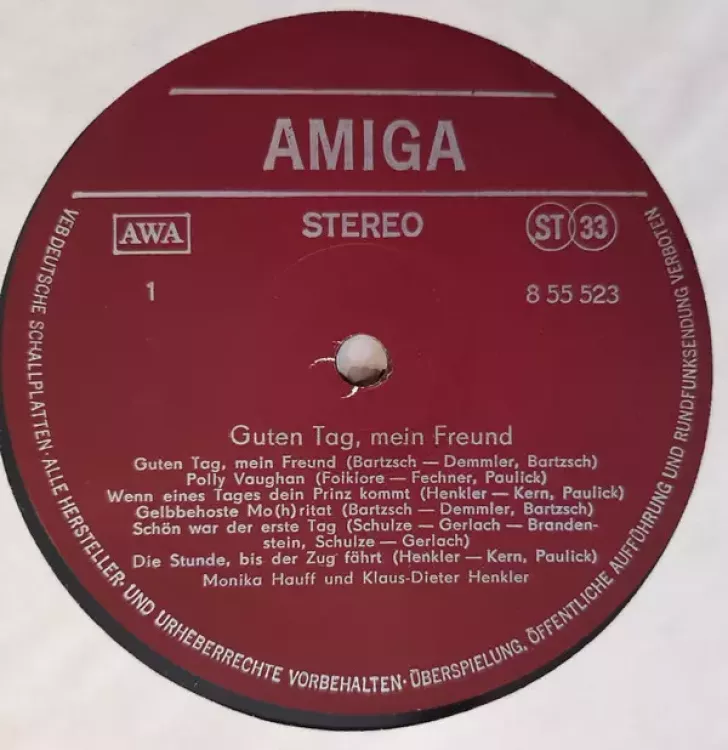 AMIGA
AWA
STEREO
ST 33
1
8 55 523
Guten Tag, mein Freund
Guten Tag, mein Freund (Bartzsch — Demmler, Bartzsch)
Polly Vaughan (Folklore — Fechner, Paulick)
Wenn eines Tages dein Prinz kommt (Henkler — Kern, Paulick)
Gelbbehoste Mo(h)ritat (Bartzsch — Demmler, Bartzsch)
Schön war der erste Tag (Schulze — Gerlach — Branden-
stein, Schulze — Gerlach)
Die Stunde, bis der Zug fährt (Henkler — Kern, Paulick)
Monika Hauff und Klaus-Dieter Henkler
VEB DEUTSCHE SCHALLPLATTEN · ALLE HERSTELLER- UND URHEBERRECHTE VORBEHALTEN · ÜBERSPIELUNG, ÖFFENTLICHE AUFFÜHRUNG UND RUNDFUNKSENDUNG VERBOTEN